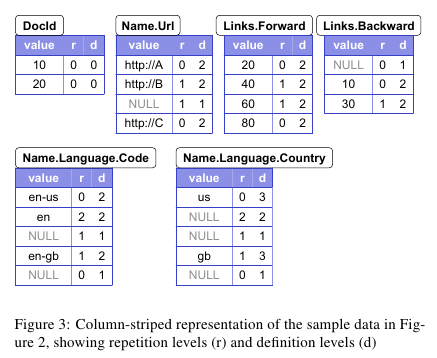 DocId
value r d
10 0 0
20 0 0
Name.Url
value r d
http://A 0 2
http://B 1 2
NULL 1 1
http://C 0 2
Links.Forward
value r d
20 0 2
40 1 2
60 1 2
80 0 2
Links.Backward
value r d
NULL 0 1
10 0 2
30 1 2
Name.Language.Code
value r d
en-us 0 2
en 2 2
NULL 1 1
en-gb 1 2
NULL 0 1
Name.Language.Country
value r d
us 0 3
NULL 2 2
NULL 1 1
gb 1 3
NULL 0 1
Figure 3: Column-striped representation of the sample data in Fig-
ure 2, showing repetition levels (r) and definition levels (d)